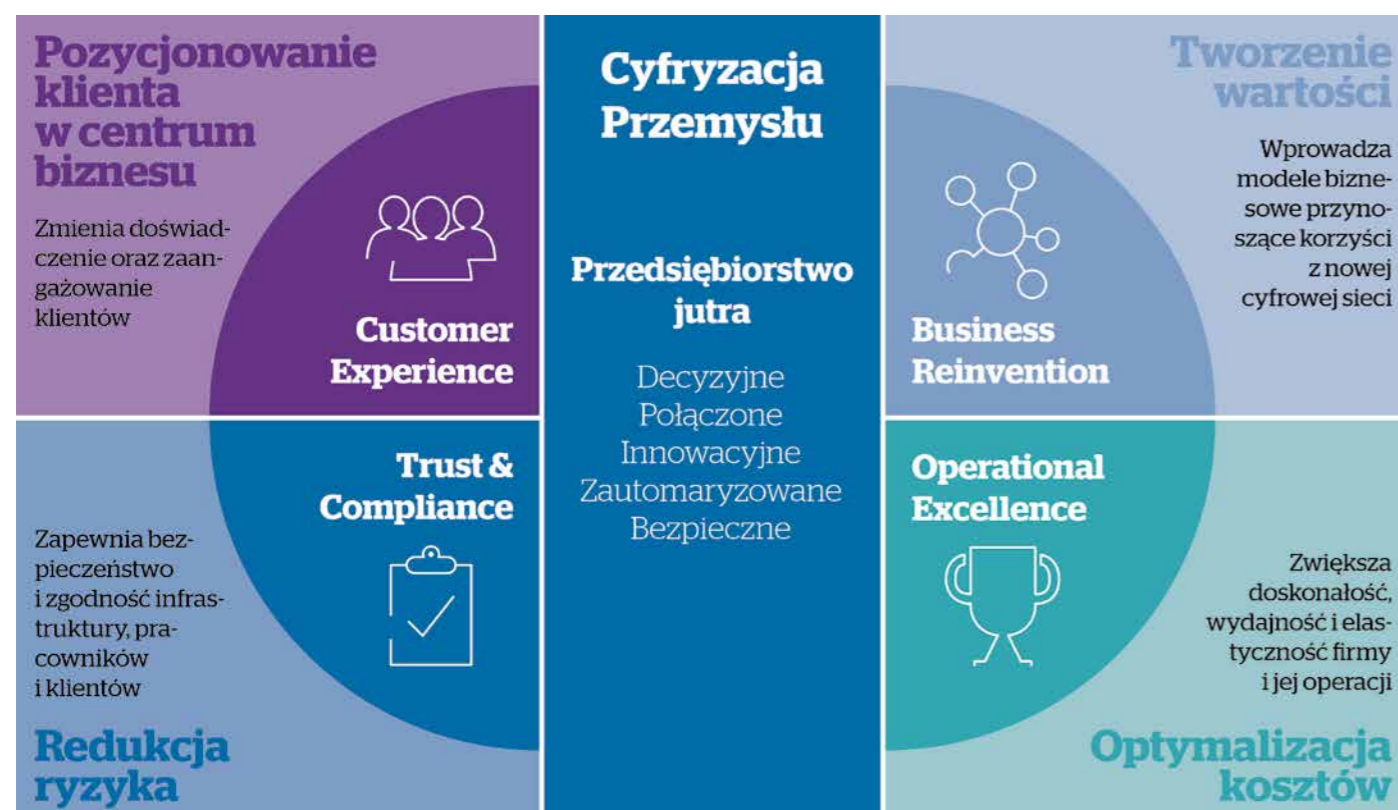 Pozycjonowanie
klienta
w centrum
biznesu
Zmienia doświad-
czenie oraz zaan-
gażowanie
klientów
Customer
Experience
Cyfryzacja
Przemysłu
Przedsiębiorstwo
jutra
Decyzyjne
Połączone
Innowacyjne
Zautomaryzowane
Bezpieczne
Tworzenie
wartości
Wprowadza
modele bizne-
sowe przyno-
szące korzyści
z nowej
cyfrowej sieci
Business
Reinvention
Trust &
Compliance
Zapewnia bez-
pieczeństwo
i zgodność infras-
truktury, pra-
cowników
i klientów
Redukcja
ryzyka
Operational
Excellence
Zwiększa
doskonałość,
wydajność i elas-
tyczność firmy
i jej operacji
Optymalizacja
kosztów